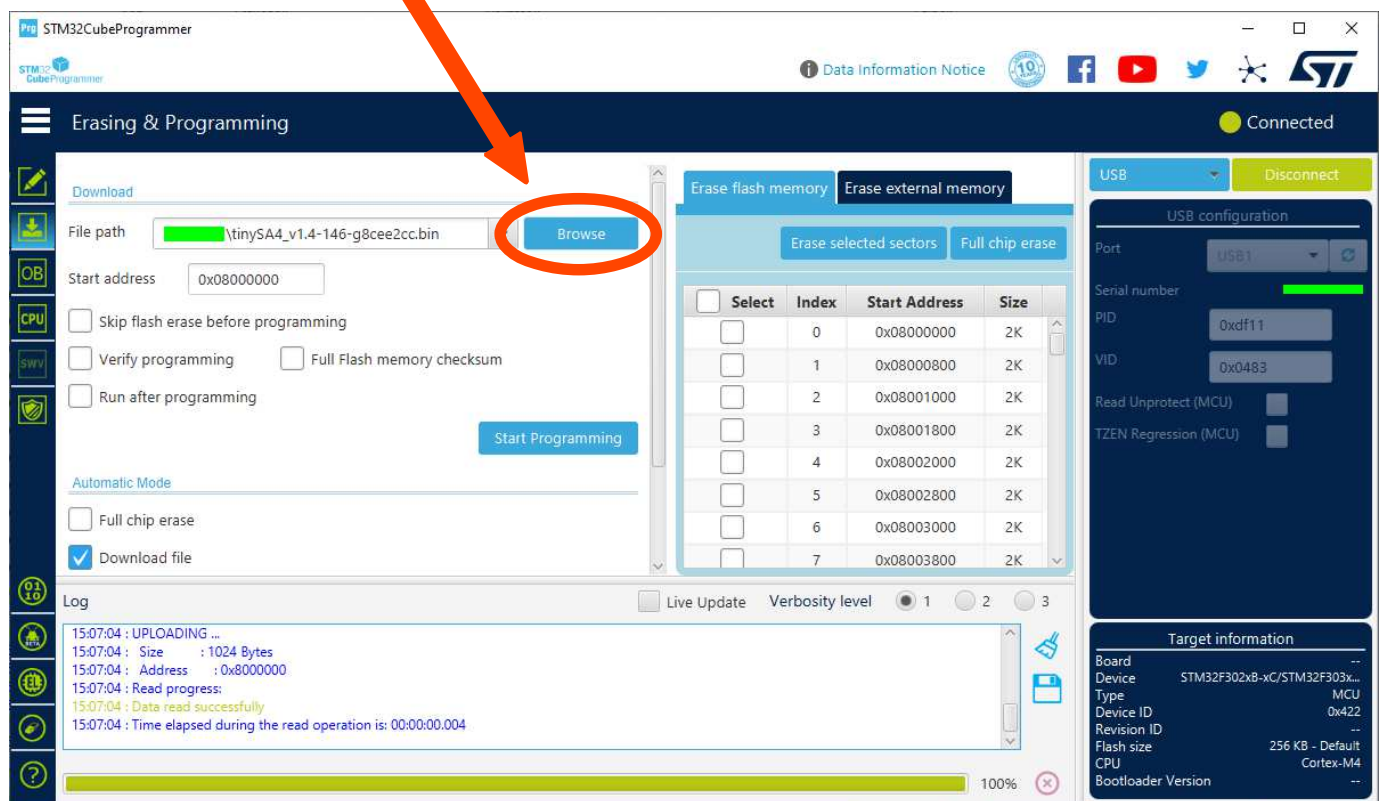 Prg STM32CubeProgrammer
STM32
CubeProgrammer
Data Information Notice
10
Erasing & Programming
Connected
Download
File path \tinySA4_v1.4-146-g8cee2cc.bin Browse
Start address 0x08000000
Skip flash erase before programming
Verify programming Full Flash memory checksum
Run after programming
Start Programming
Automatic Mode
Full chip erase
Download file
OB
CPU
SWV
Erase flash memory Erase external memory
Erase selected sectors Full chip erase
Select Index Start Address Size
0 0x08000000 2K
1 0x08000800 2K
2 0x08001000 2K
3 0x08001800 2K
4 0x08002000 2K
5 0x08002800 2K
6 0x08003000 2K
7 0x08003800 2K
USB Disconnect
USB configuration
Port USB1
Serial number
PID 0xdf11
VID 0x0483
Read Unprotect (MCU)
TZEN Regression (MCU)
Log Live Update Verbosity level 1 2 3
15:07:04 : UPLOADING ...
15:07:04 : Size : 1024 Bytes
15:07:04 : Address : 0x8000000
15:07:04 : Read progress:
15:07:04 : Data read successfully
15:07:04 : Time elapsed during the read operation is: 00:00:00.004
100%
Target information
Board --
Device STM32F302xB-xC/STM32F303x...
Type MCU
Device ID 0x422
Revision ID --
Flash size 256 KB - Default
CPU Cortex-M4
Bootloader Version --